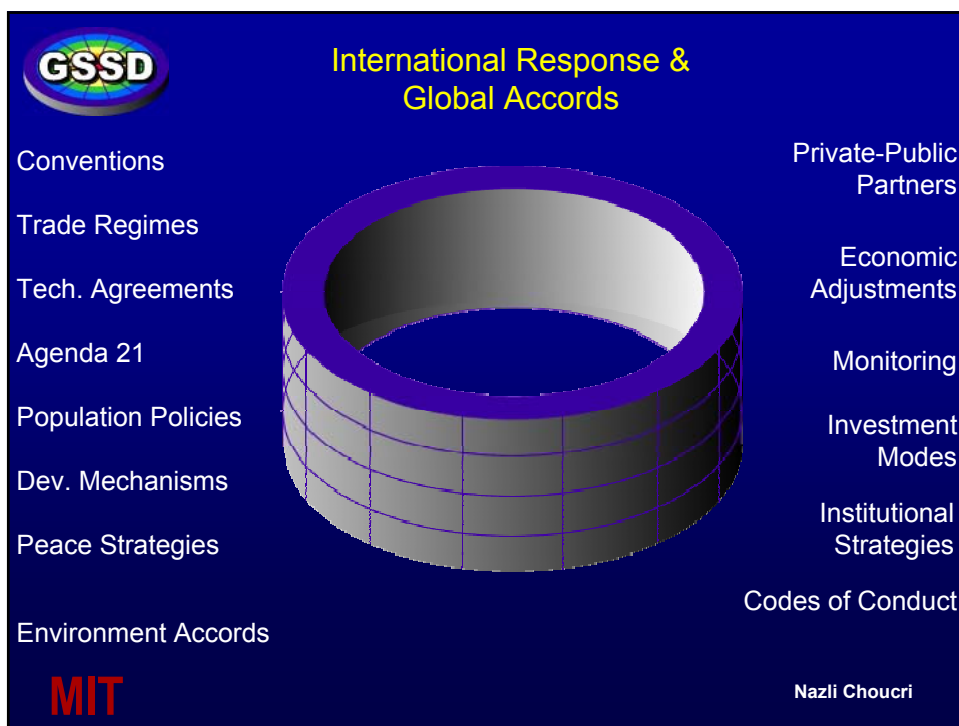 GSSD
International Response &
Global Accords
Conventions
Trade Regimes
Tech. Agreements
Agenda 21
Population Policies
Dev. Mechanisms
Peace Strategies
Environment Accords
Private-Public
Partners
Economic
Adjustments
Monitoring
Investment
Modes
Institutional
Strategies
Codes of Conduct
MIT
Nazli Choucri